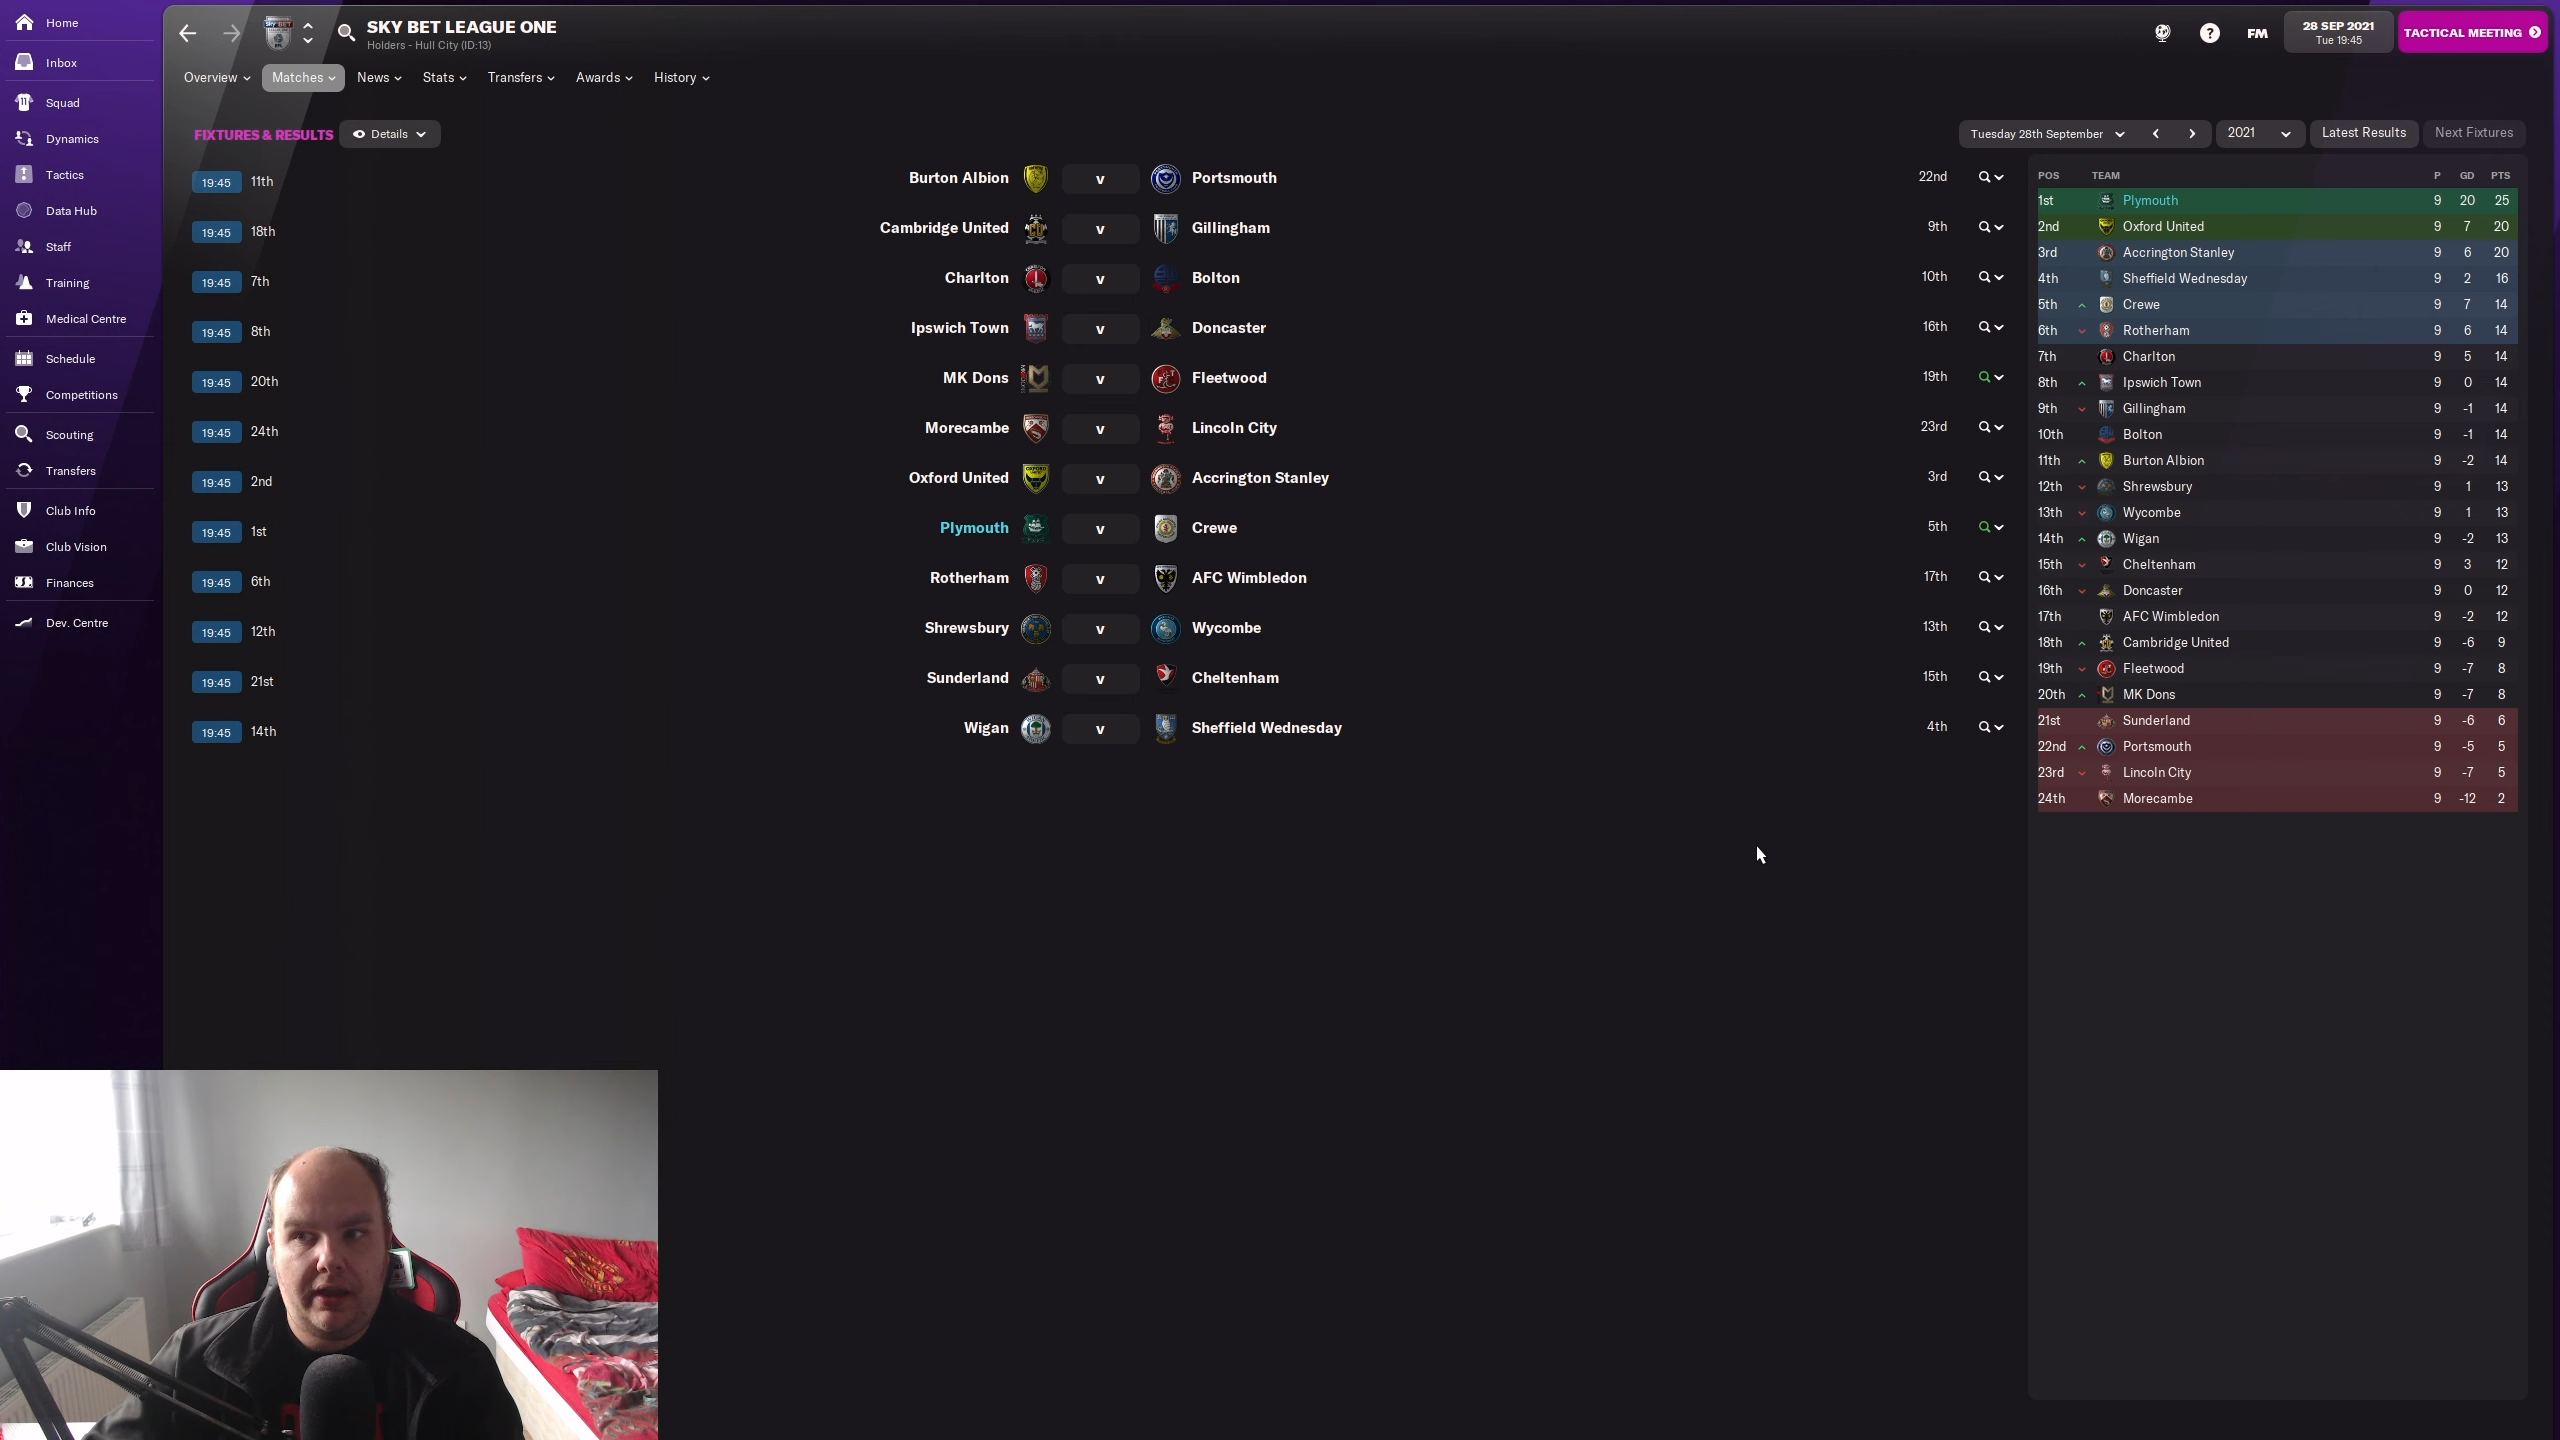 Home
Inbox
Squad
Dynamics
Tactics
Data Hub
Staff
Training
Medical Centre
Schedule
Competitions
Scouting
Transfers
Club Info
Club Vision
Finances
Dev. Centre
SKY BET LEAGUE ONE
Holders - Hull City (ID:13)
FM
28 SEP 2021
Tue 19:45
TACTICAL MEETING
Overview Matches News Stats Transfers Awards History
FIXTURES & RESULTS Details
Tuesday 28th September 2021 Latest Results Next Fixtures
19:45 11th Burton Albion v Portsmouth 22nd
19:45 18th Cambridge United v Gillingham 9th
19:45 7th Charlton v Bolton 10th
19:45 8th Ipswich Town v Doncaster 16th
19:45 20th MK Dons v Fleetwood 19th
19:45 24th Morecambe v Lincoln City 23rd
19:45 2nd Oxford United v Accrington Stanley 3rd
19:45 1st Plymouth v Crewe 5th
19:45 6th Rotherham v AFC Wimbledon 17th
19:45 12th Shrewsbury v Wycombe 13th
19:45 21st Sunderland v Cheltenham 15th
19:45 14th Wigan v Sheffield Wednesday 4th
POS TEAM P GD PTS
1st Plymouth 9 20 25
2nd Oxford United 9 7 20
3rd Accrington Stanley 9 6 20
4th Sheffield Wednesday 9 2 16
5th Crewe 9 7 14
6th Rotherham 9 6 14
7th Charlton 9 5 14
8th Ipswich Town 9 0 14
9th Gillingham 9 -1 14
10th Bolton 9 -1 14
11th Burton Albion 9 -2 14
12th Shrewsbury 9 1 13
13th Wycombe 9 1 13
14th Wigan 9 -2 13
15th Cheltenham 9 3 12
16th Doncaster 9 0 12
17th AFC Wimbledon 9 -2 12
18th Cambridge United 9 -6 9
19th Fleetwood 9 -7 8
20th MK Dons 9 -7 8
21st Sunderland 9 -6 6
22nd Portsmouth 9 -5 5
23rd Lincoln City 9 -7 5
24th Morecambe 9 -12 2